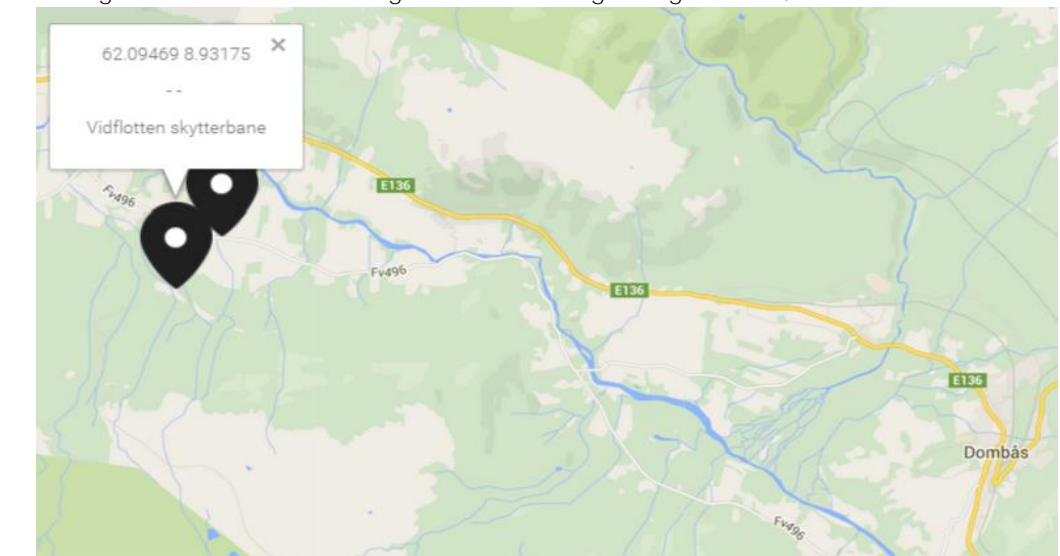 62.09469 8.93175
×
- -
Vidflotten skytterbane
Fv496
E136
Fv496
E136
E136
Dombås
Fv496